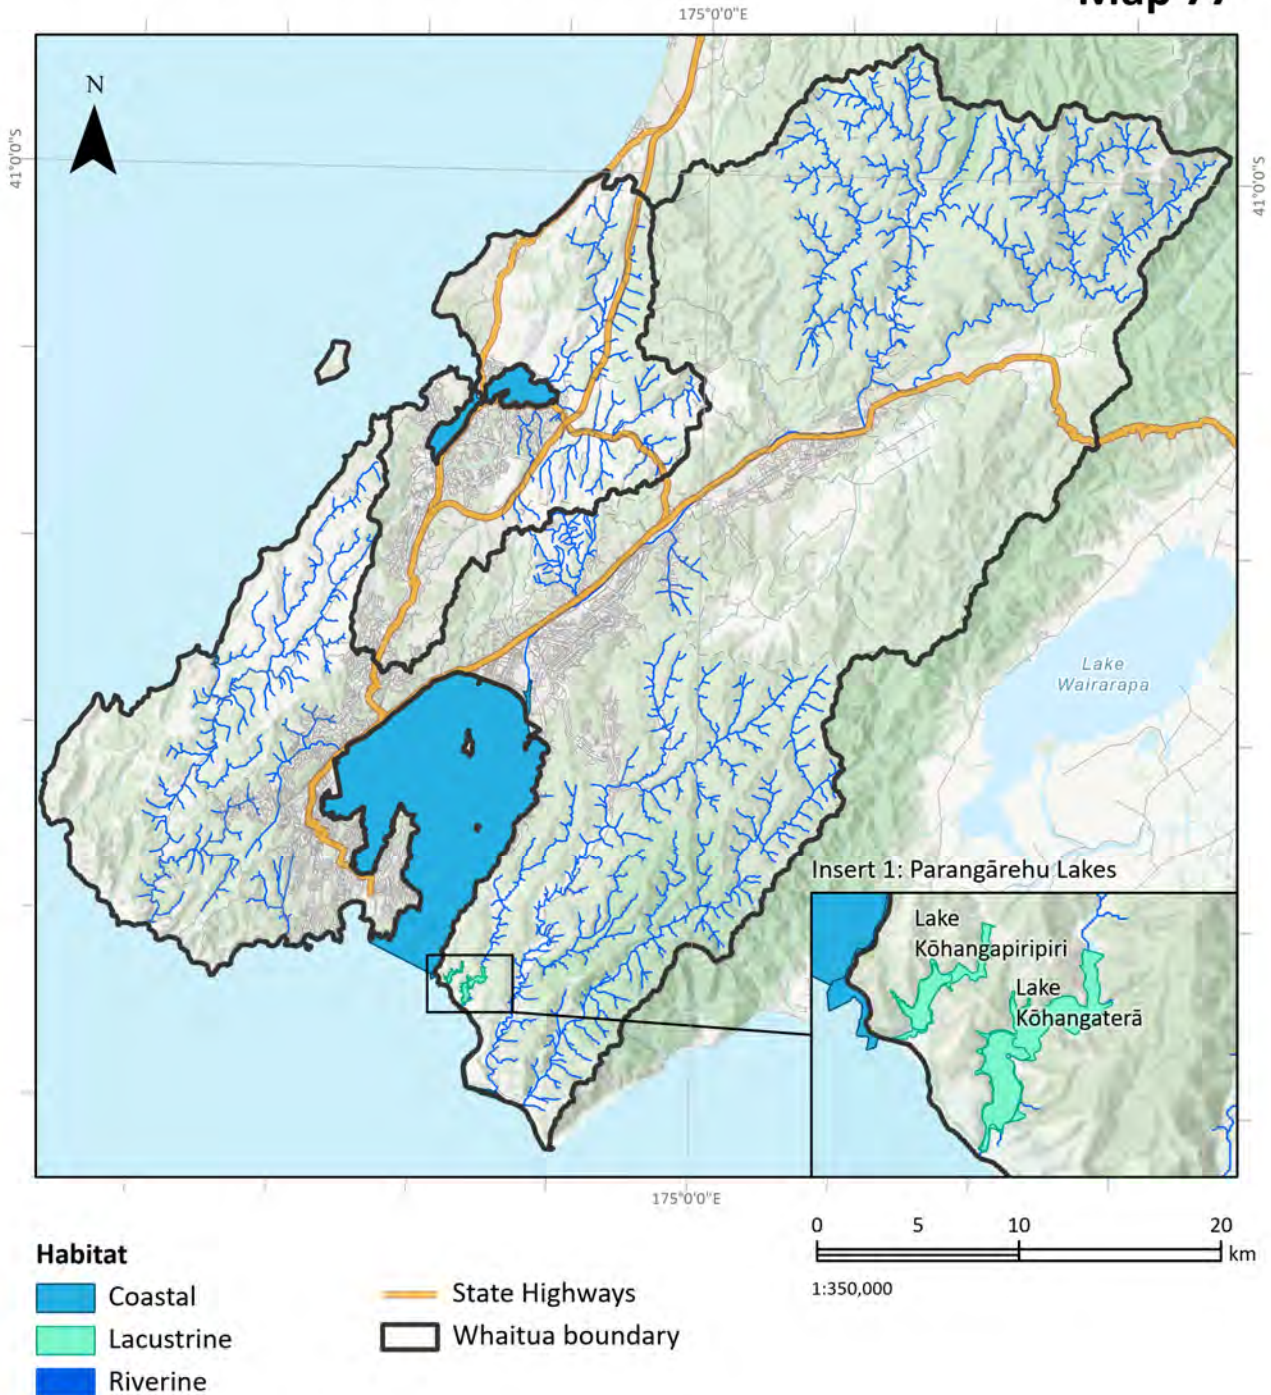 Map 77
175°0'0"E
N
41°0'0"S
41°0'0"S
Lake
Wairarapa
Insert 1: Parangārehu Lakes
Lake
Kōhangapiripiri
Lake
Kōhangaterā
175°0'0"E
0 5 10 20
km
1:350,000
Habitat
Coastal
Lacustrine
Riverine
State Highways
Whaitua boundary